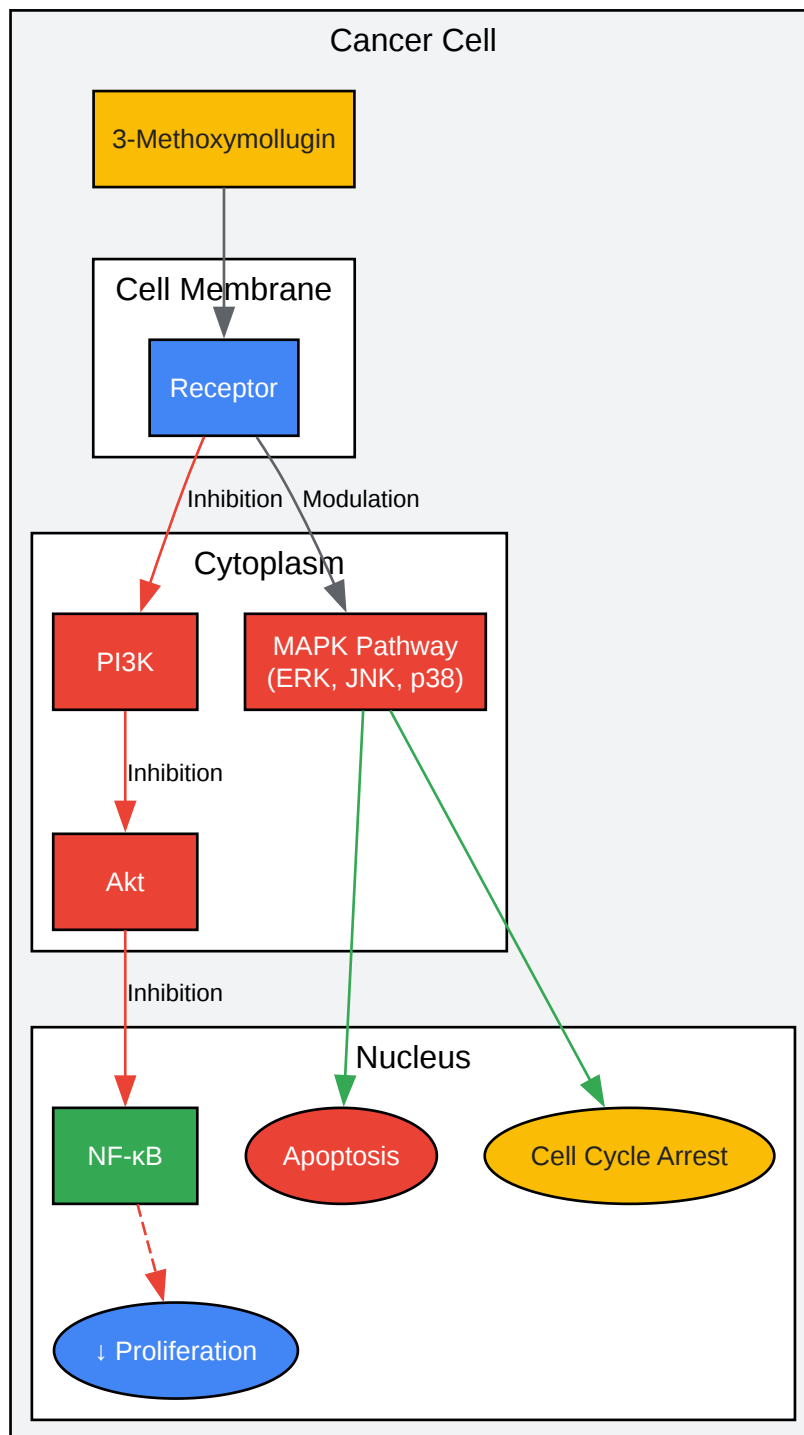 Cancer Cell
3-Methoxymollugin
Cell Membrane
Receptor
Inhibition
Modulation
Cytoplasm
PI3K
MAPK Pathway
(ERK, JNK, p38)
Inhibition
Akt
Inhibition
Nucleus
NF-κB
Apoptosis
Cell Cycle Arrest
↓ Proliferation